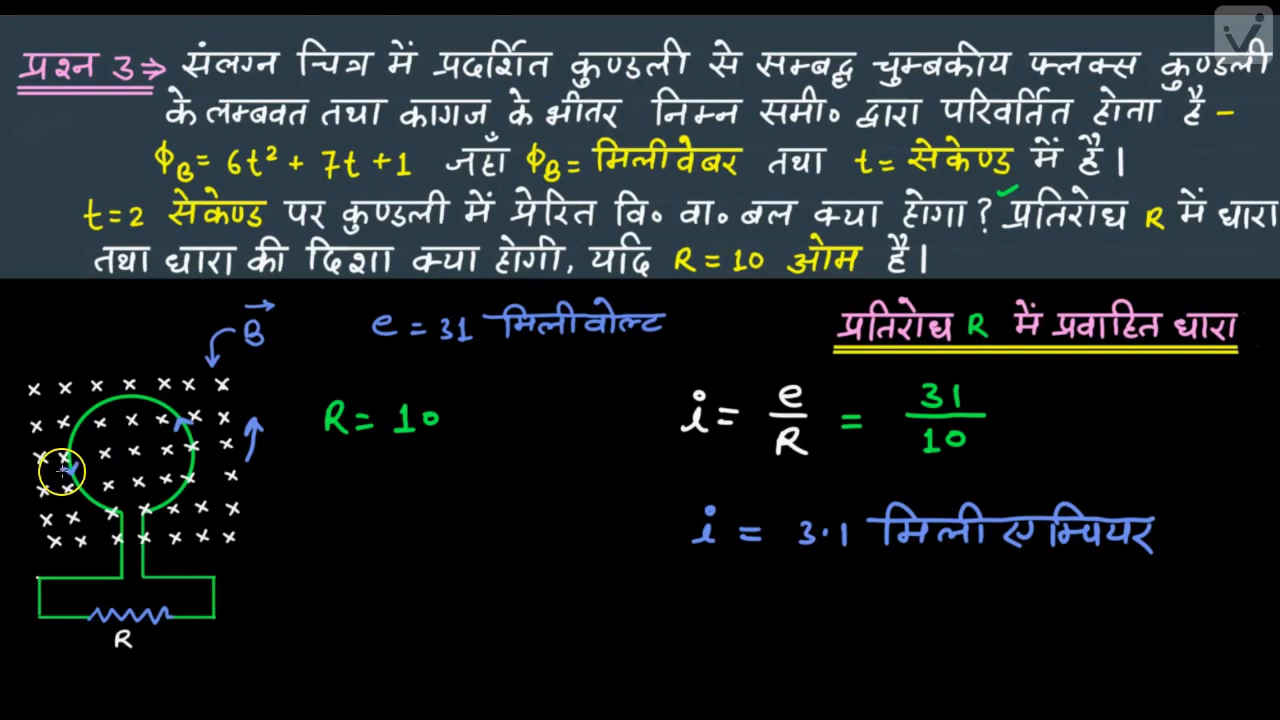 प्रश्न 3⇒ संलग्न चित्र में प्रदर्शित कुण्डली से सम्बद्ध चुम्बकीय फ्लक्स कुण्डली
के लम्बवत तथा कागज के भीतर निम्न समी० द्वारा परिवर्तित होता है -
ΦB = 6t² + 7t + 1 जहाँ ΦB = मिलीवेबर तथा t = सेकेण्ड में है।
t = 2 सेकेण्ड पर कुण्डली में प्रेरित वि० वा० बल क्या होगा? प्रतिरोध R में धारा
तथा धारा की दिशा क्या होगी, यदि R = 10 ओम है।
B
e = 31 मिलीवोल्ट
प्रतिरोध R में प्रवाहित धारा
R = 10
i = e/R = 31/10
i = 3.1 मिली एम्पियर
R